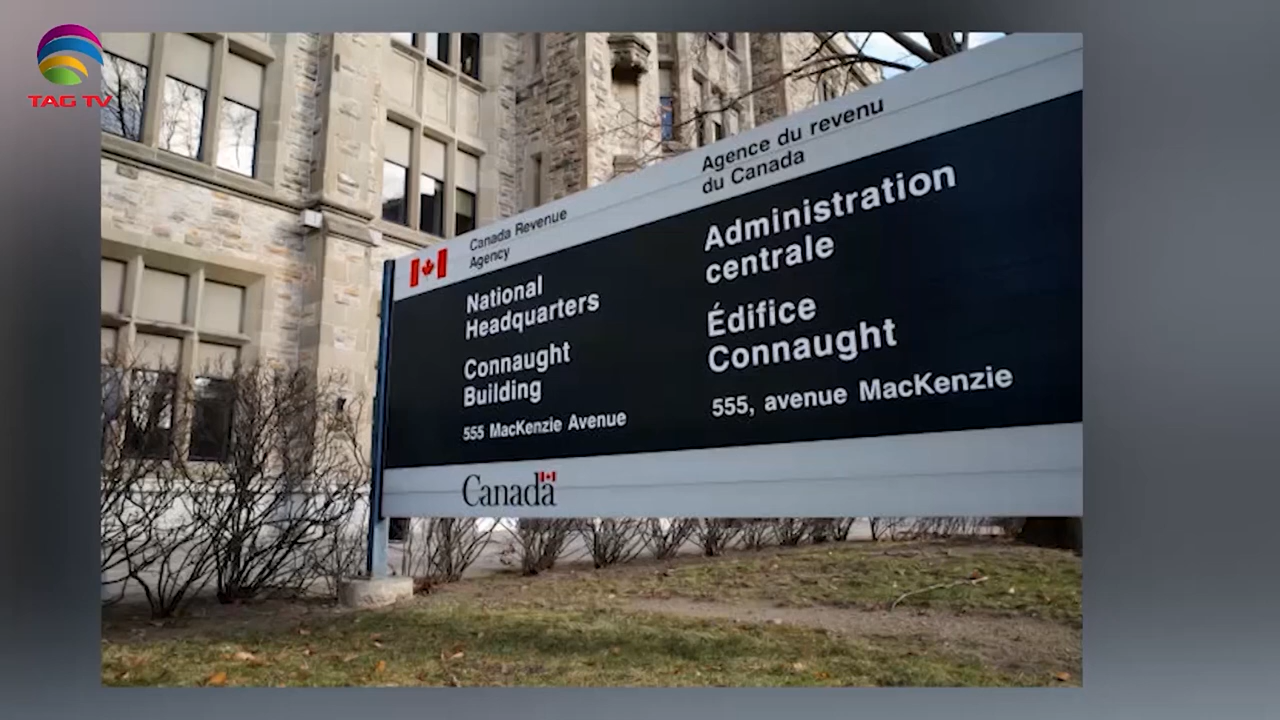 TAG TV
Canada Revenue
Agency
Agence du revenu
du Canada
National
Headquarters
Connaught
Building
555 MacKenzie Avenue
Administration
centrale
Édifice
Connaught
555, avenue MacKenzie
Canada